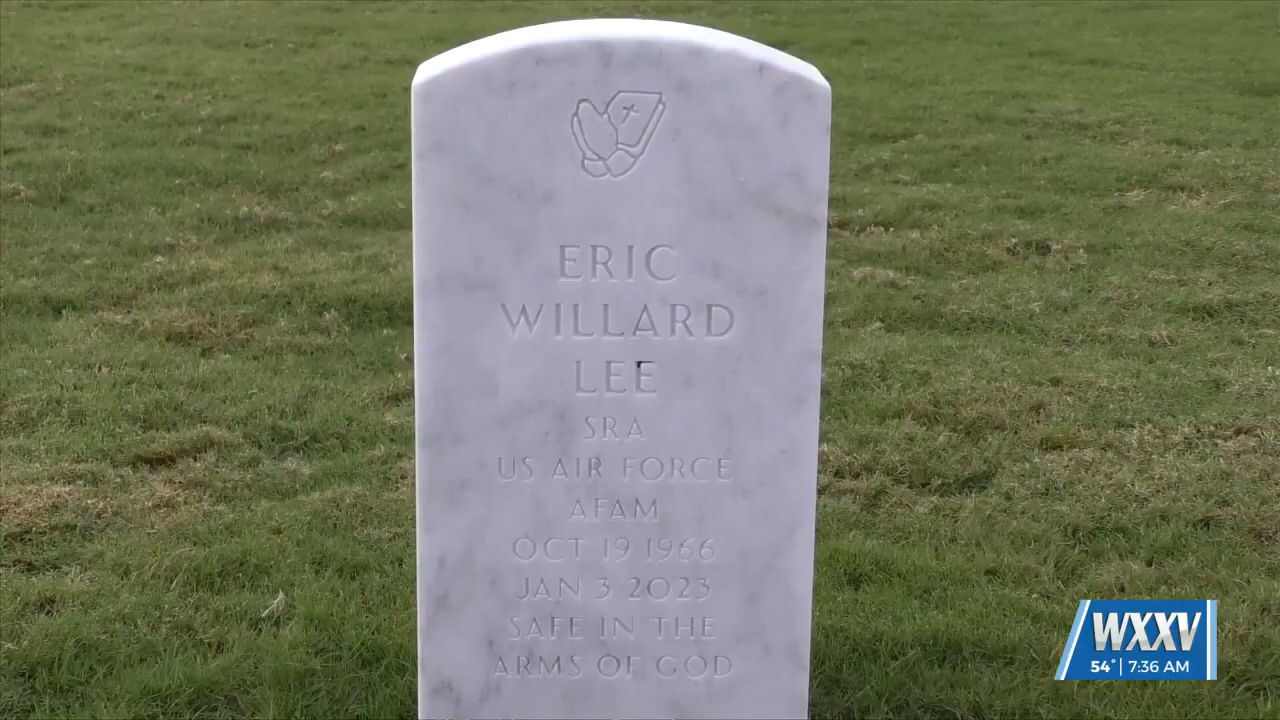 ERIC
WILLARD
LEE
SRA
US AIR FORCE
AFAM
OCT 19 1966
JAN 3 2023
SAFE IN THE
ARMS OF GOD
WXXV
54° | 7:36 AM